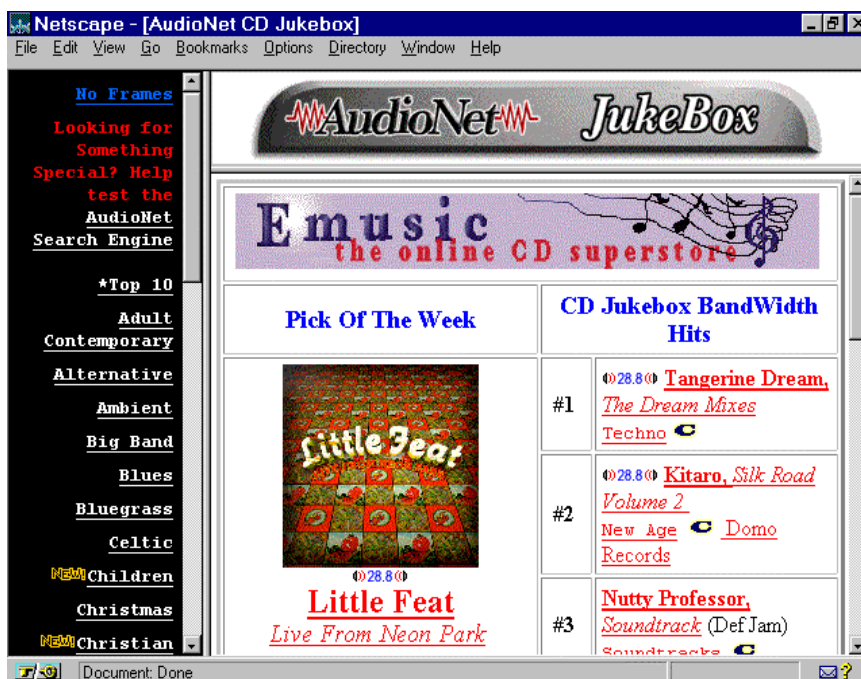 Netscape - [AudioNet CD Jukebox]
File Edit View Go Bookmarks Options Directory Window Help
No Frames
Looking for
Something
Special? Help
test the
AudioNet
Search Engine
*Top 10
Adult
Contemporary
Alternative
Ambient
Big Band
Blues
Bluegrass
Celtic
NEW! Children
Christmas
NEW! Christian
AudioNet JukeBox
Emusic
the online CD superstore
Pick Of The Week
Little Feat
28.8
Little Feat
Live From Neon Park
CD Jukebox BandWidth
Hits
#1
28.8 Tangerine Dream,
The Dream Mixes
Techno C
#2
28.8 Kitaro, Silk Road
Volume 2
New Age C Domo
Records
#3
Nutty Professor,
Soundtrack (Def Jam)
Soundtracks C
Document: Done